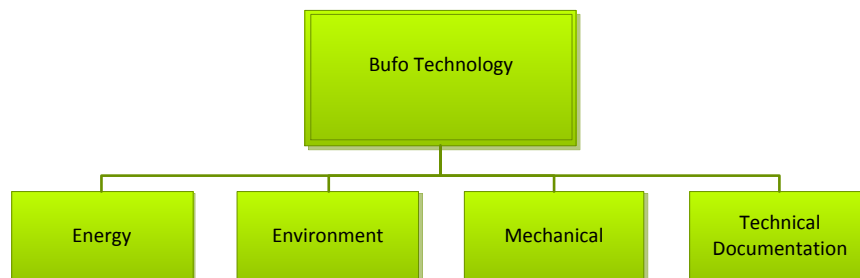 Bufo Technology
Energy
Environment
Mechanical
Technical
Documentation